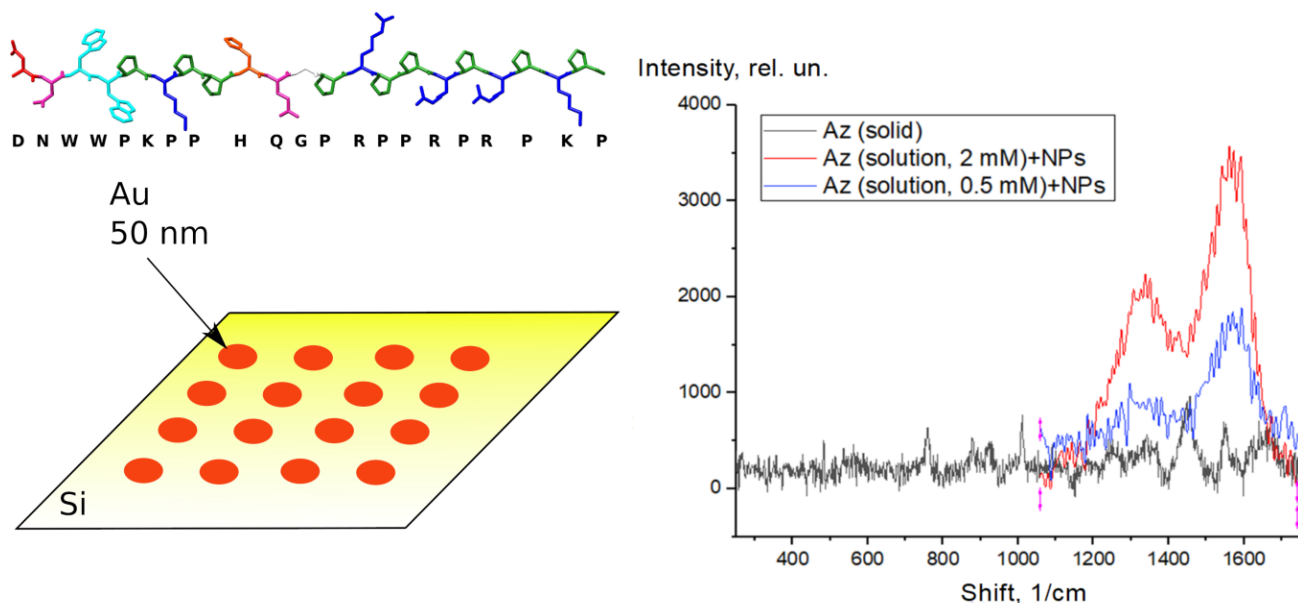 D N W W P K P P H Q G P R P P R P R P K P
Au
50 nm
Si
Intensity, rel. un.
Az (solid)
Az (solution, 2 mM)+NPs
Az (solution, 0.5 mM)+NPs
4000
3000
2000
1000
0
400 600 800 1000 1200 1400 1600
Shift, 1/cm